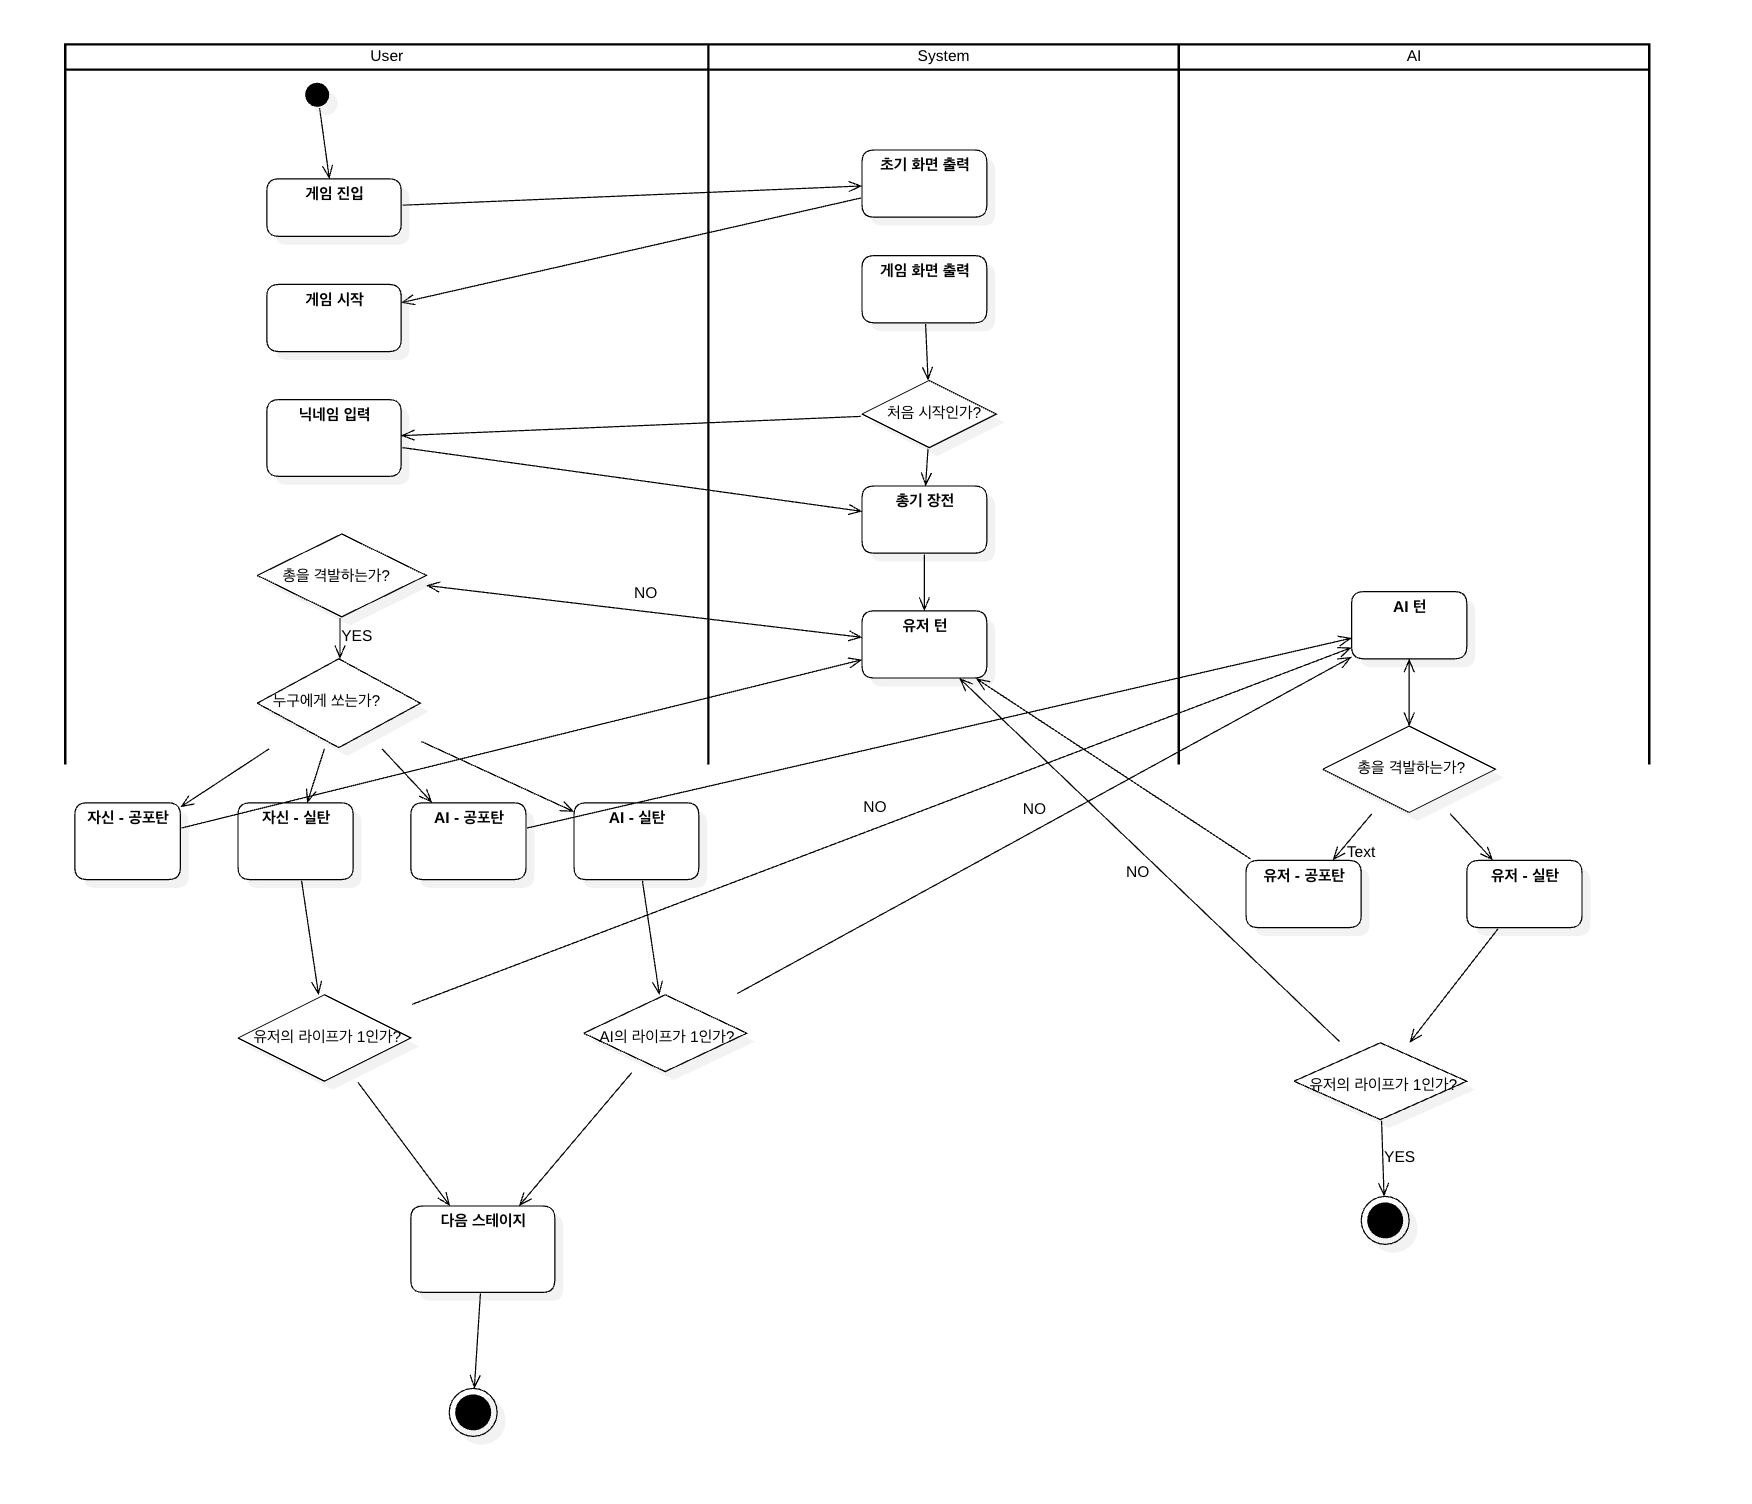 User
System
AI
초기 화면 출력
게임 진입
게임 화면 출력
게임 시작
닉네임 입력
처음 시작인가?
총기 장전
총을 격발하는가?
NO
AI 턴
유저 턴
YES
누구에게 쏘는가?
총을 격발하는가?
NO
NO
자신 - 공포탄
자신 - 실탄
AI - 공포탄
AI - 실탄
Text
NO
유저 - 공포탄
유저 - 실탄
유저의 라이프가 1인가?
AI의 라이프가 1인가?
유저의 라이프가 1인가?
YES
다음 스테이지